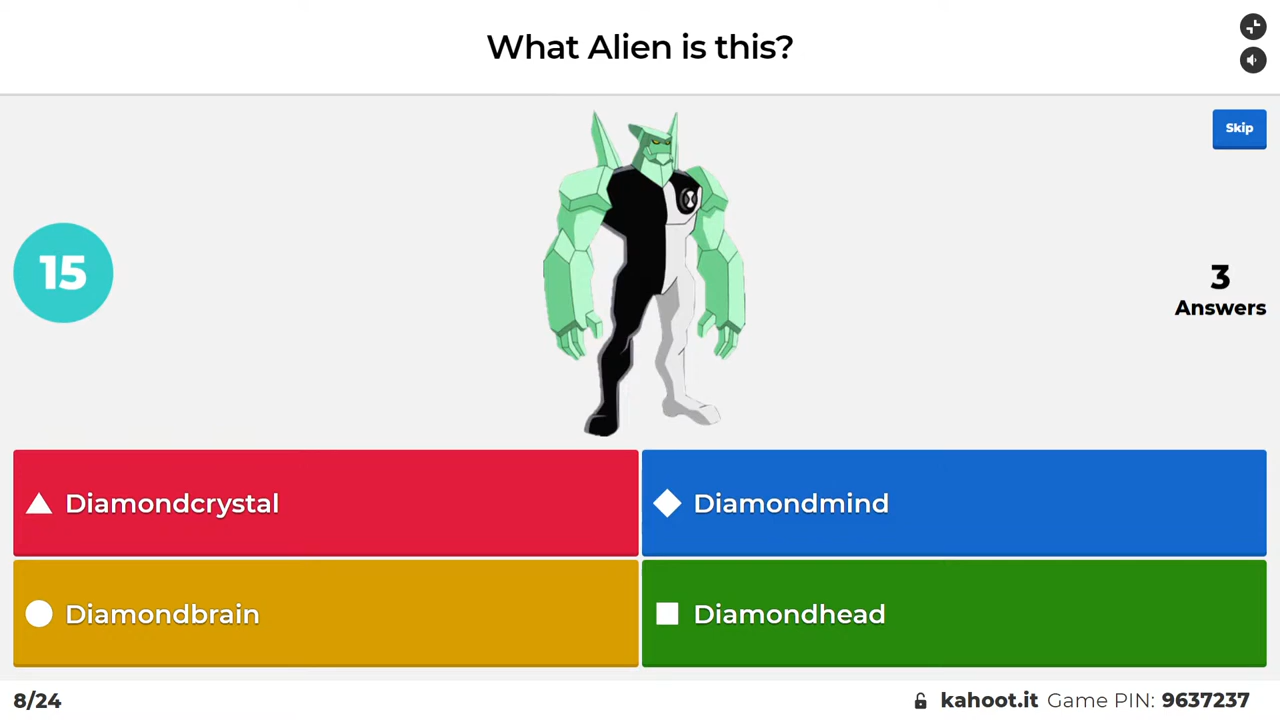 What Alien is this?
Skip
15
3
Answers
Diamondcrystal
Diamondmind
Diamondbrain
Diamondhead
8/24
kahoot.it Game PIN: 9637237